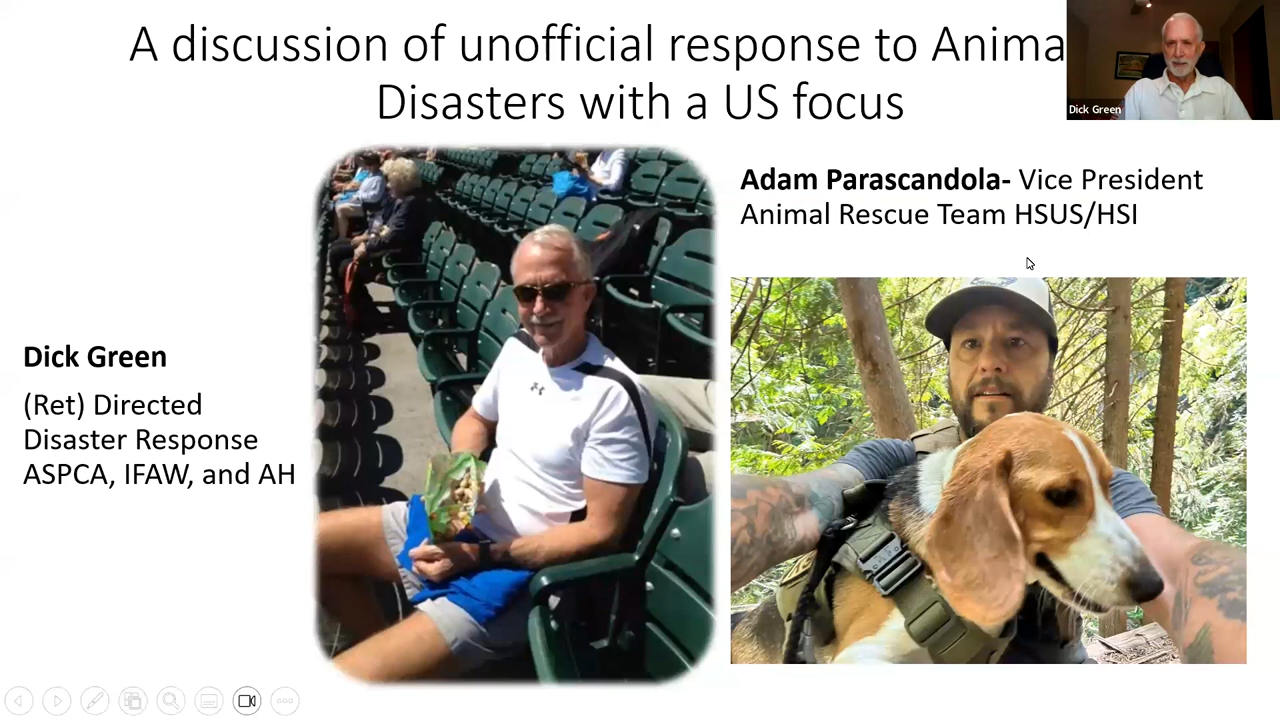 A discussion of unofficial response to Anima
Disasters with a US focus
Dick Green
Adam Parascandola- Vice President
Animal Rescue Team HSUS/HSI
Dick Green
(Ret) Directed
Disaster Response
ASPCA, IFAW, and AH